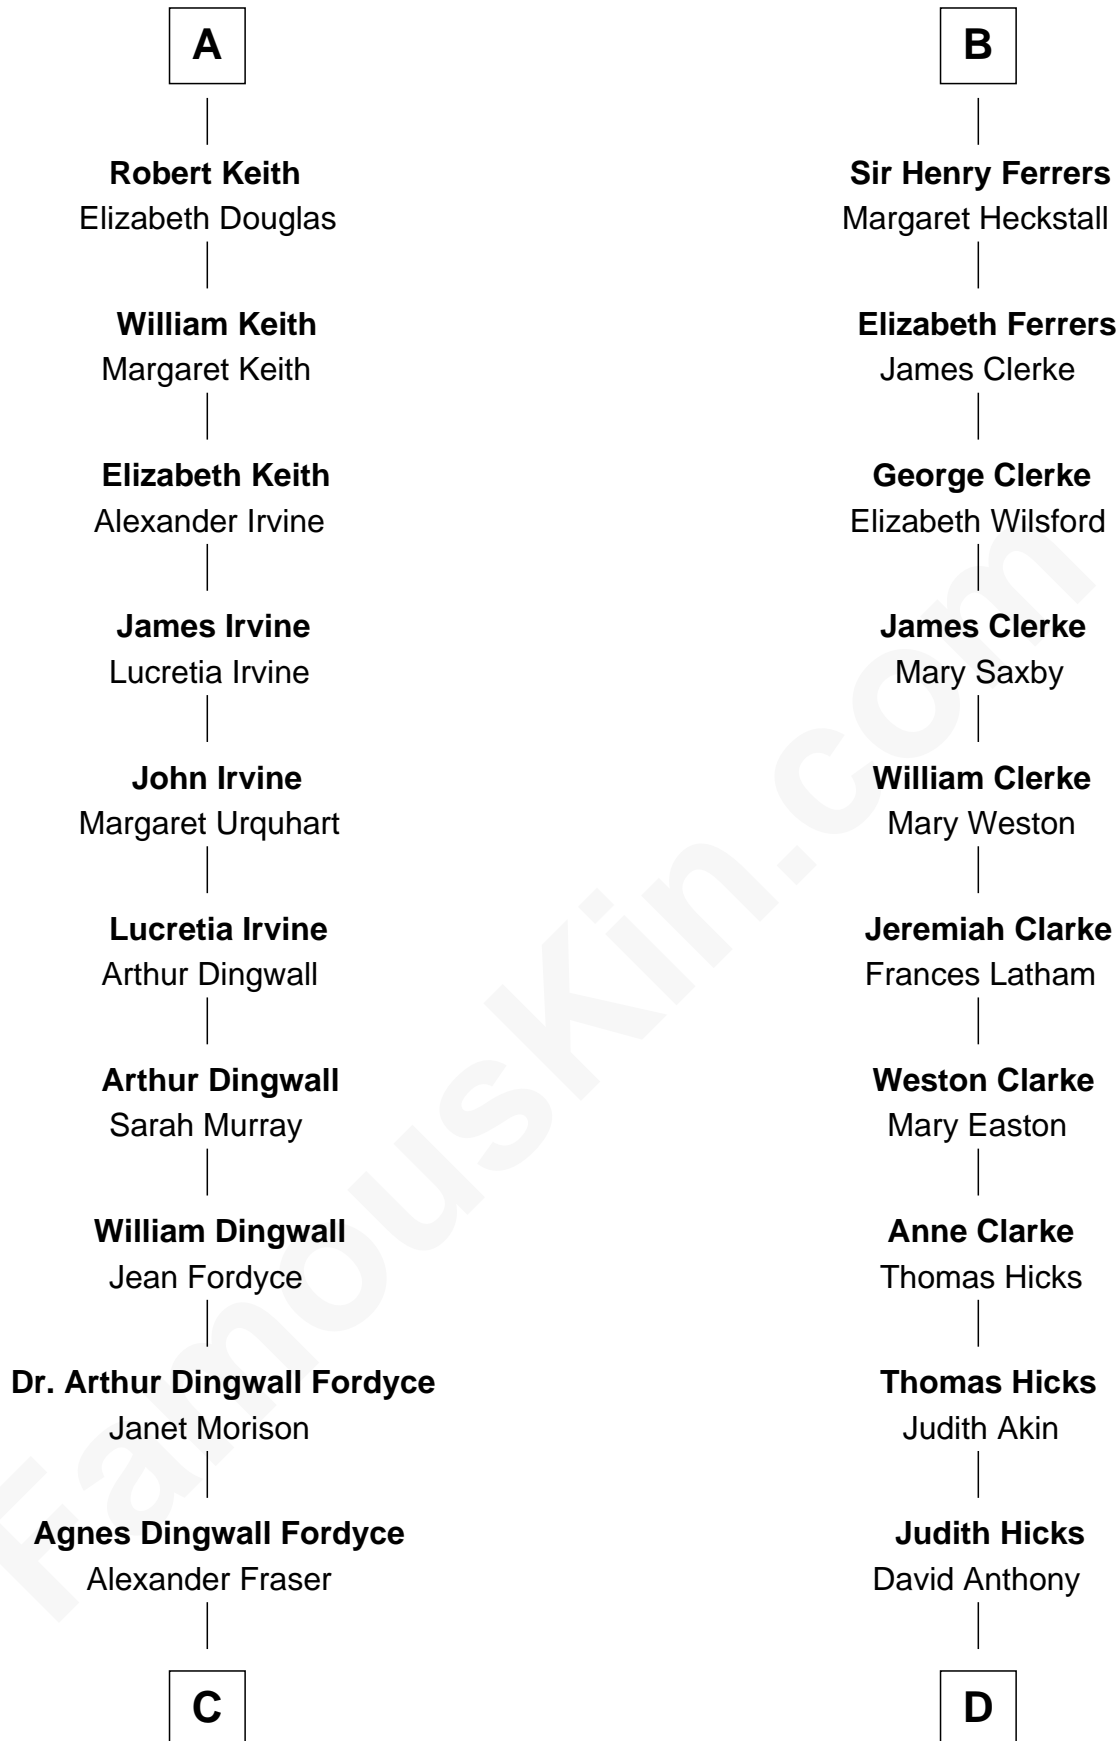 A
Robert Keith
Elizabeth Douglas
William Keith
Margaret Keith
Elizabeth Keith
Alexander Irvine
James Irvine
Lucretia Irvine
John Irvine
Margaret Urquhart
Lucretia Irvine
Arthur Dingwall
Arthur Dingwall
Sarah Murray
William Dingwall
Jean Fordyce
Dr. Arthur Dingwall Fordyce
Janet Morison
Agnes Dingwall Fordyce
Alexander Fraser
C
B
Sir Henry Ferrers
Margaret Heckstall
Elizabeth Ferrers
James Clerke
George Clerke
Elizabeth Wilsford
James Clerke
Mary Saxby
William Clerke
Mary Weston
Jeremiah Clarke
Frances Latham
Weston Clarke
Mary Easton
Anne Clarke
Thomas Hicks
Thomas Hicks
Judith Akin
Judith Hicks
David Anthony
D
FamousKin.com